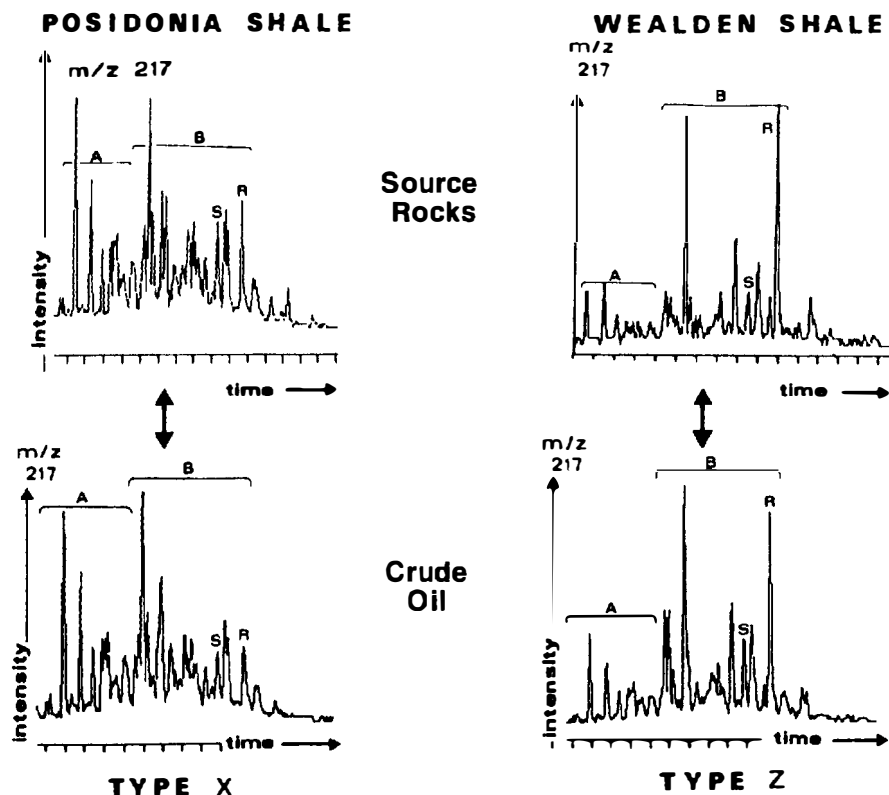 POSIDONIA SHALE
m/z 217
A
B
S
R
intensity
time
WEALDEN SHALE
m/z
217
B
R
A
S
time
Source
Rocks
m/z
217
A
B
S
R
intensity
time
TYPE X
Crude
Oil
m/z
217
B
R
A
S
intensity
time
TYPE Z